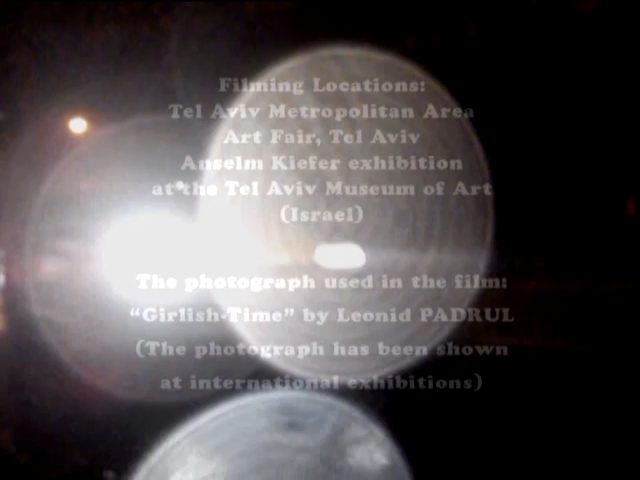 Filming Locations:
Tel Aviv Metropolitan Area
Art Fair, Tel Aviv
Anselm Kiefer exhibition
at the Tel Aviv Museum of Art
(Israel)
The photograph used in the film:
“Girlish-Time” by Leonid PADRUL
(The photograph has been shown
at international exhibitions)